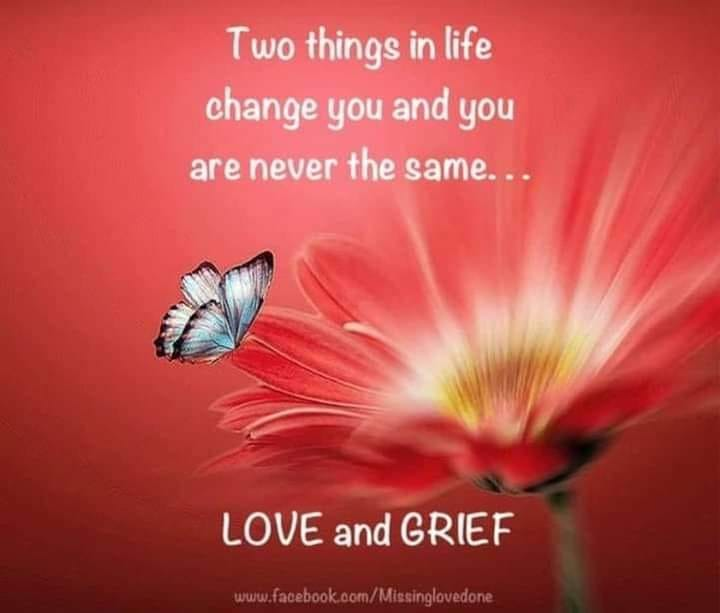 Two things in life
change you and you
are never the same...
LOVE and GRIEF
www.facebook.com/Missinglovedone